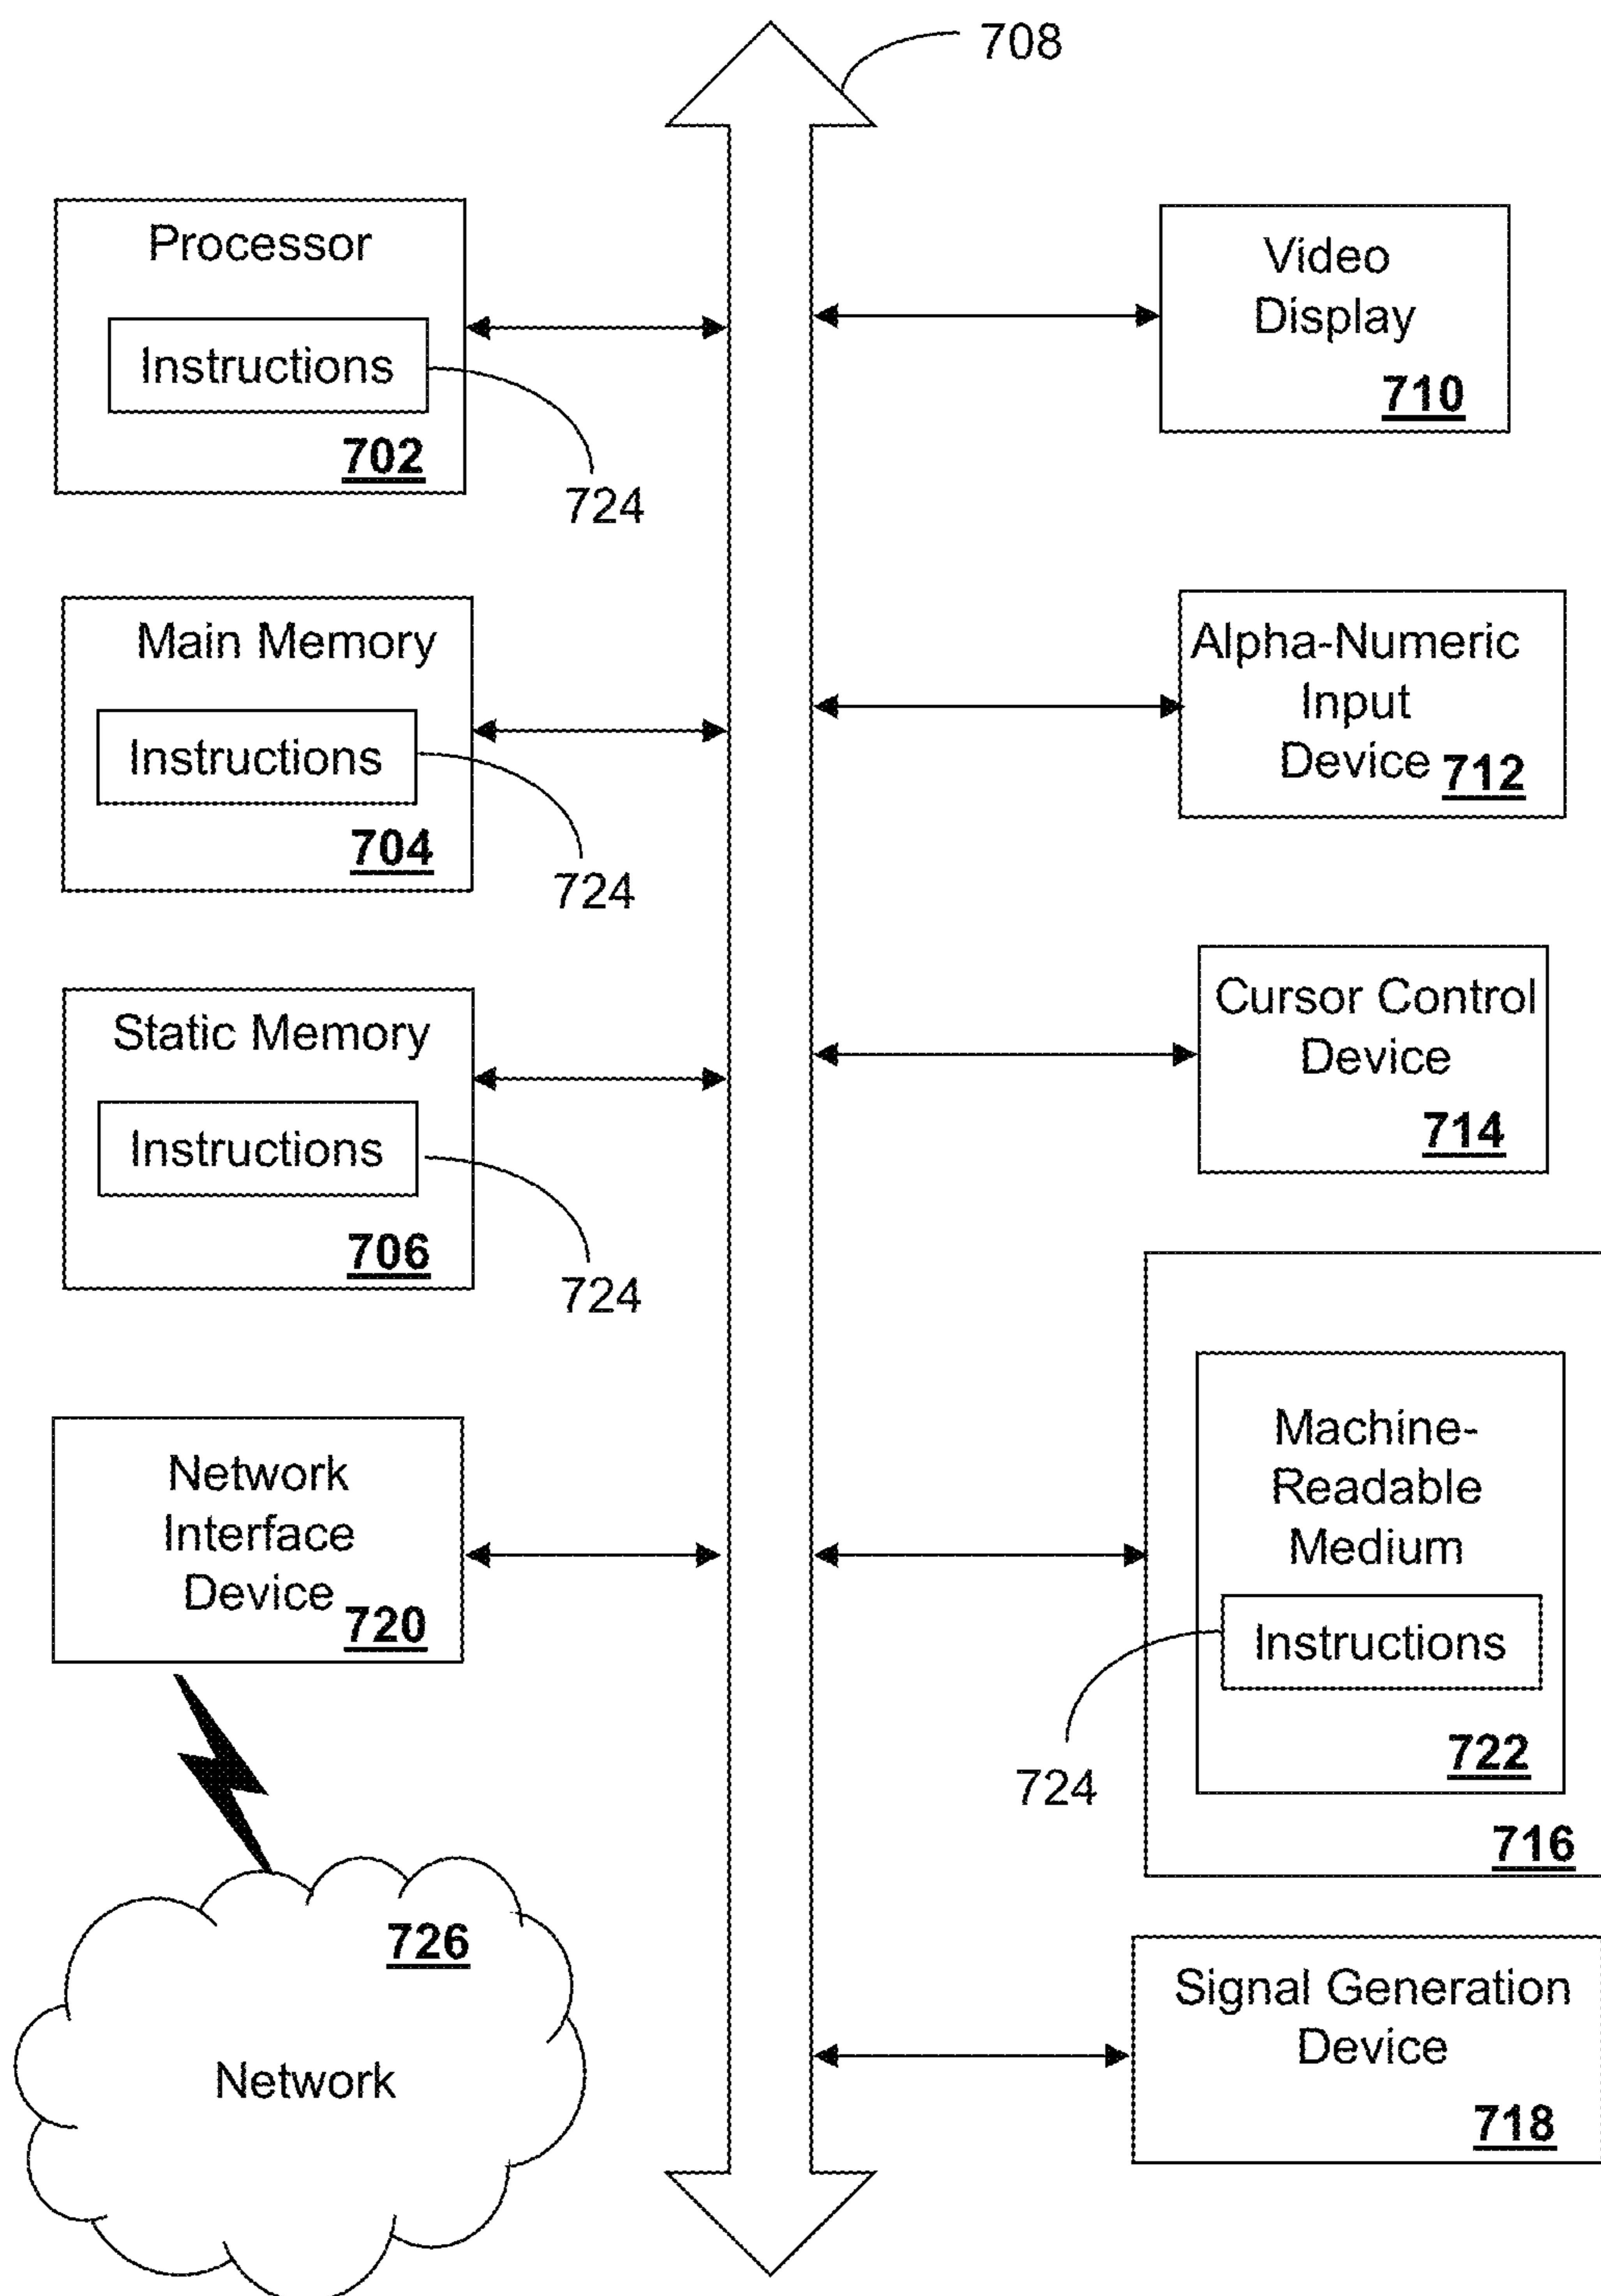 708
Processor
Instructions
702
724
Main Memory
Instructions
704
724
Static Memory
Instructions
706
724
Network
Interface
Device
720
726
Network
Video
Display
710
Alpha-Numeric
Input
Device 712
Cursor Control
Device
714
Machine-
Readable
Medium
Instructions
724
722
716
Signal Generation
Device
718